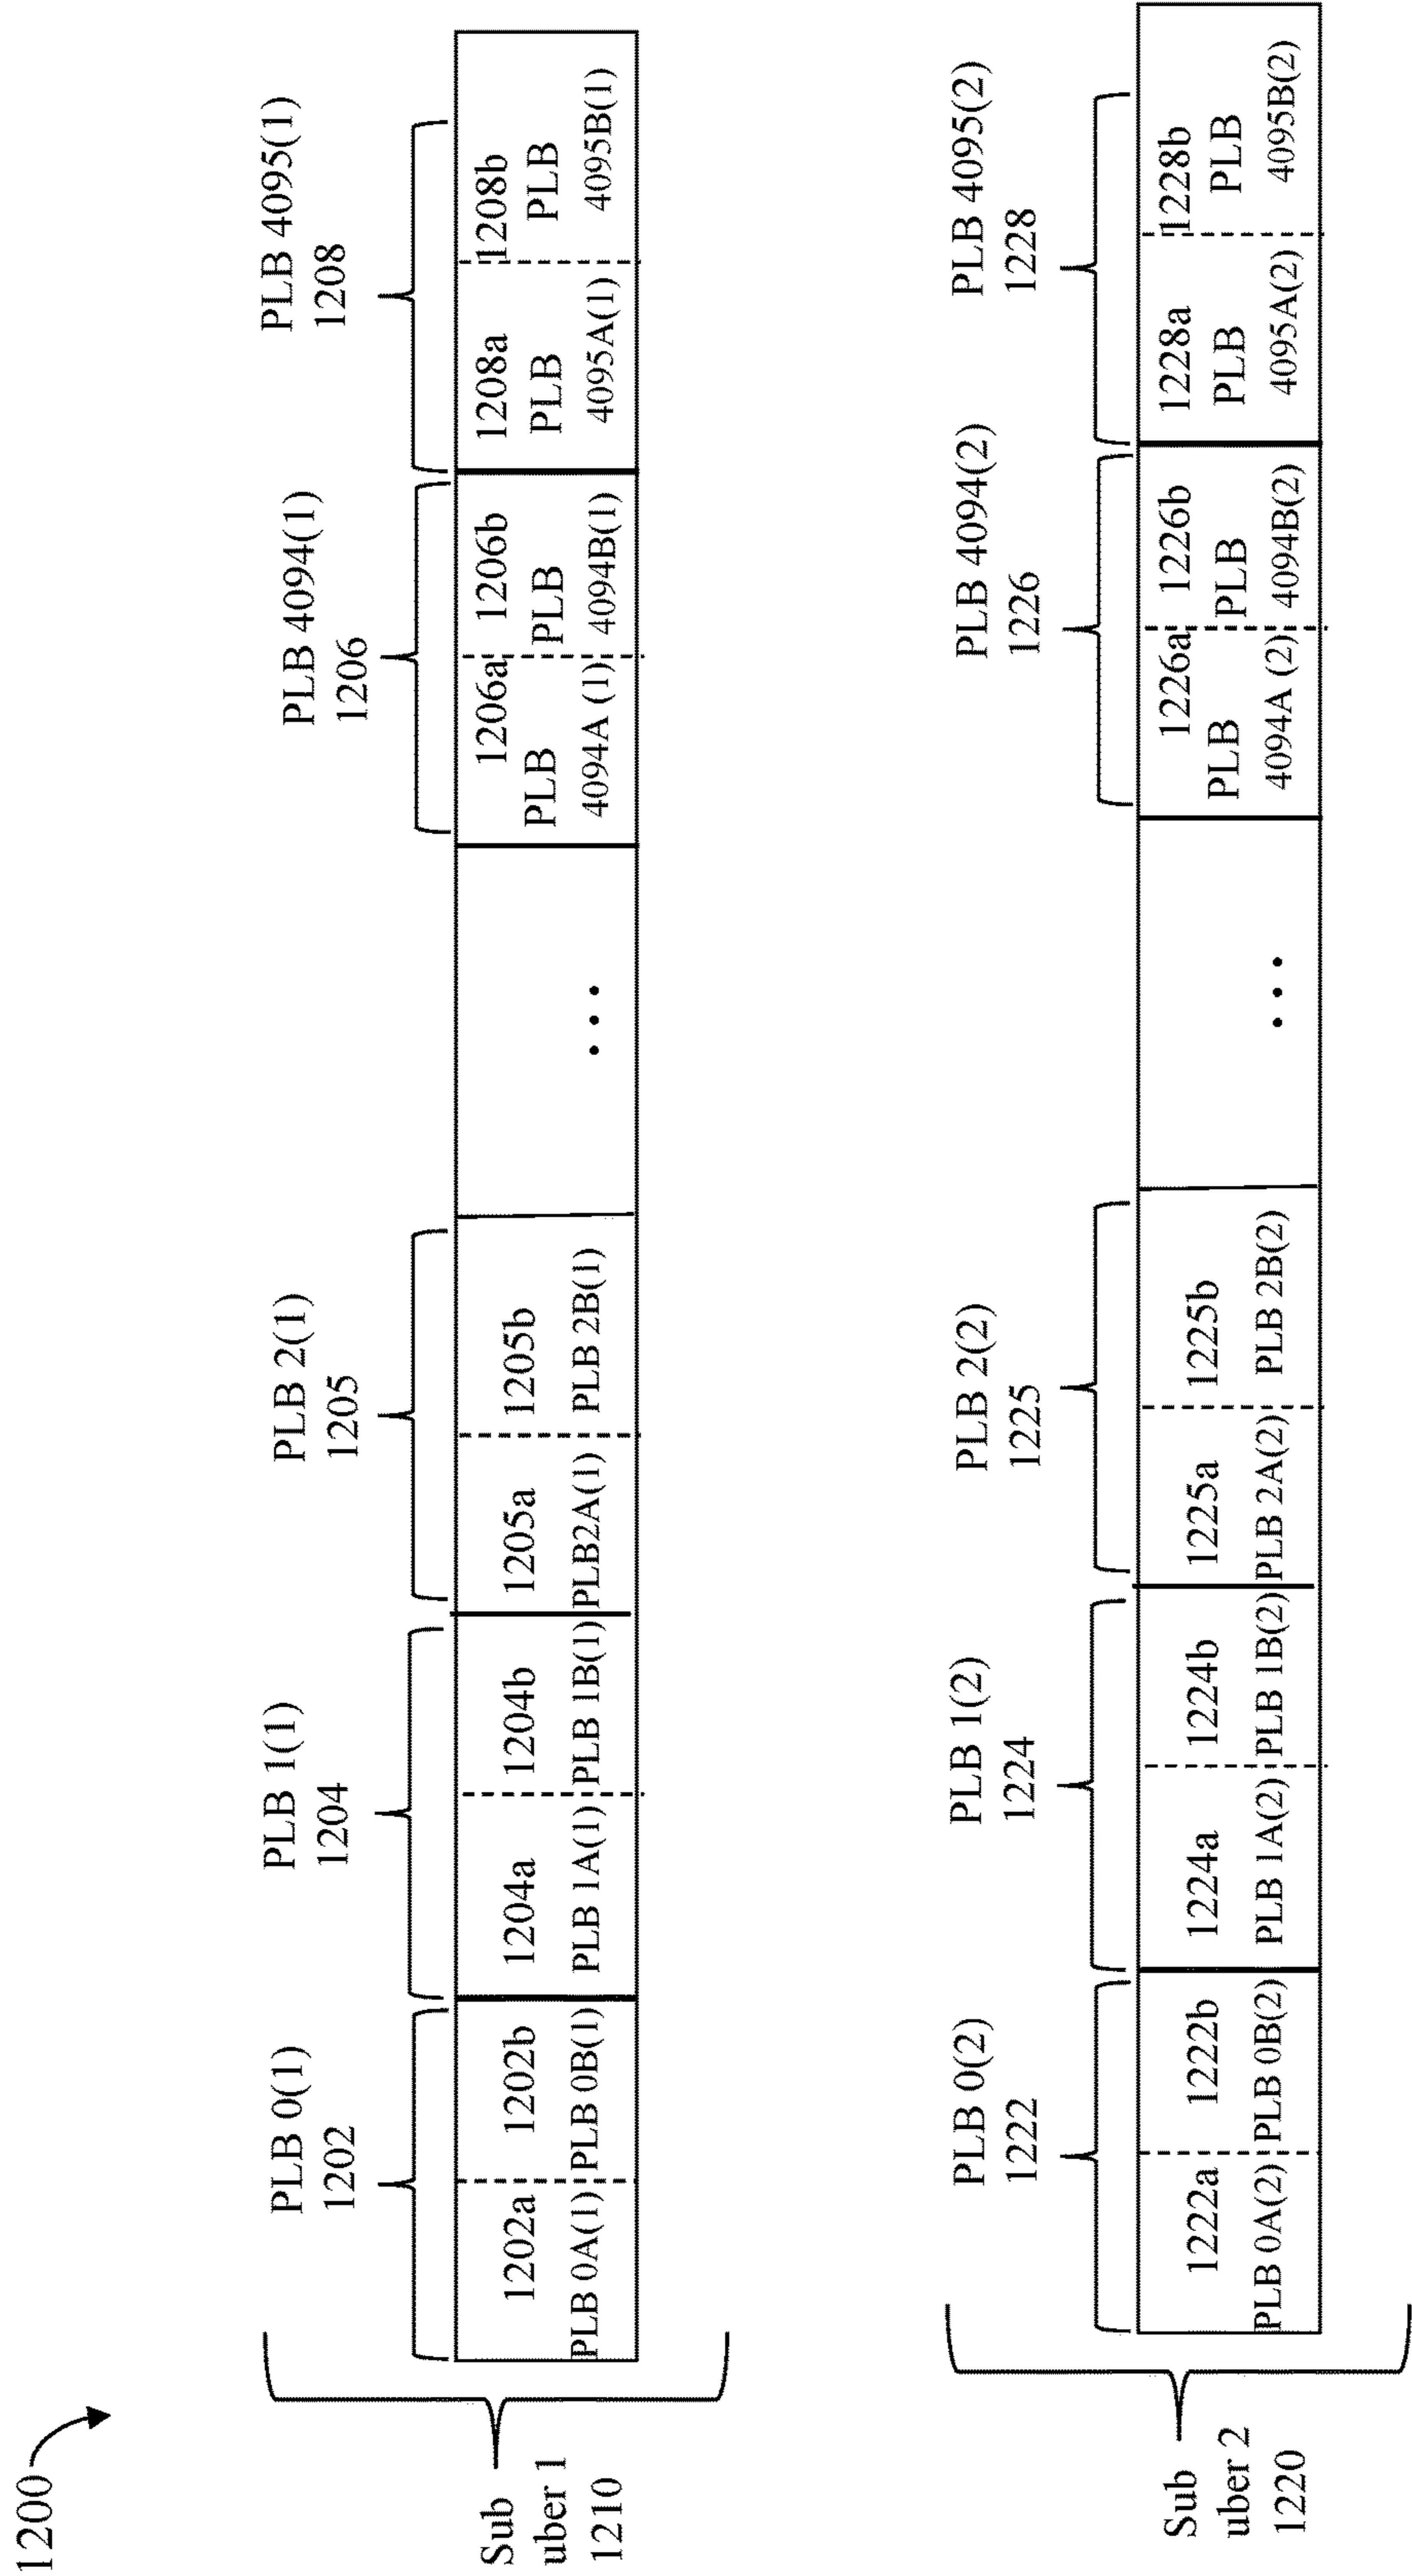 1200
PLB 0(1)
1202
PLB 1(1)
1204
PLB 2(1)
1205
PLB 4094(1)
1206
PLB 4095(1)
1208
Sub
uber 1
1210
1202a
PLB 0A(1)
1202b
PLB 0B(1)
1204a
PLB 1A(1)
1204b
PLB 1B(1)
1205a
PLB2A(1)
1205b
PLB 2B(1)
...
1206a
PLB
4094A (1)
1206b
PLB
4094B(1)
1208a
PLB
4095A(1)
1208b
PLB
4095B(1)
PLB 0(2)
1222
PLB 1(2)
1224
PLB 2(2)
1225
PLB 4094(2)
1226
PLB 4095(2)
1228
Sub
uber 2
1220
1222a
PLB 0A(2)
1222b
PLB 0B(2)
1224a
PLB 1A(2)
1224b
PLB 1B(2)
1225a
PLB 2A(2)
1225b
PLB 2B(2)
...
1226a
PLB
4094A (2)
1226b
PLB
4094B(2)
1228a
PLB
4095A(2)
1228b
PLB
4095B(2)